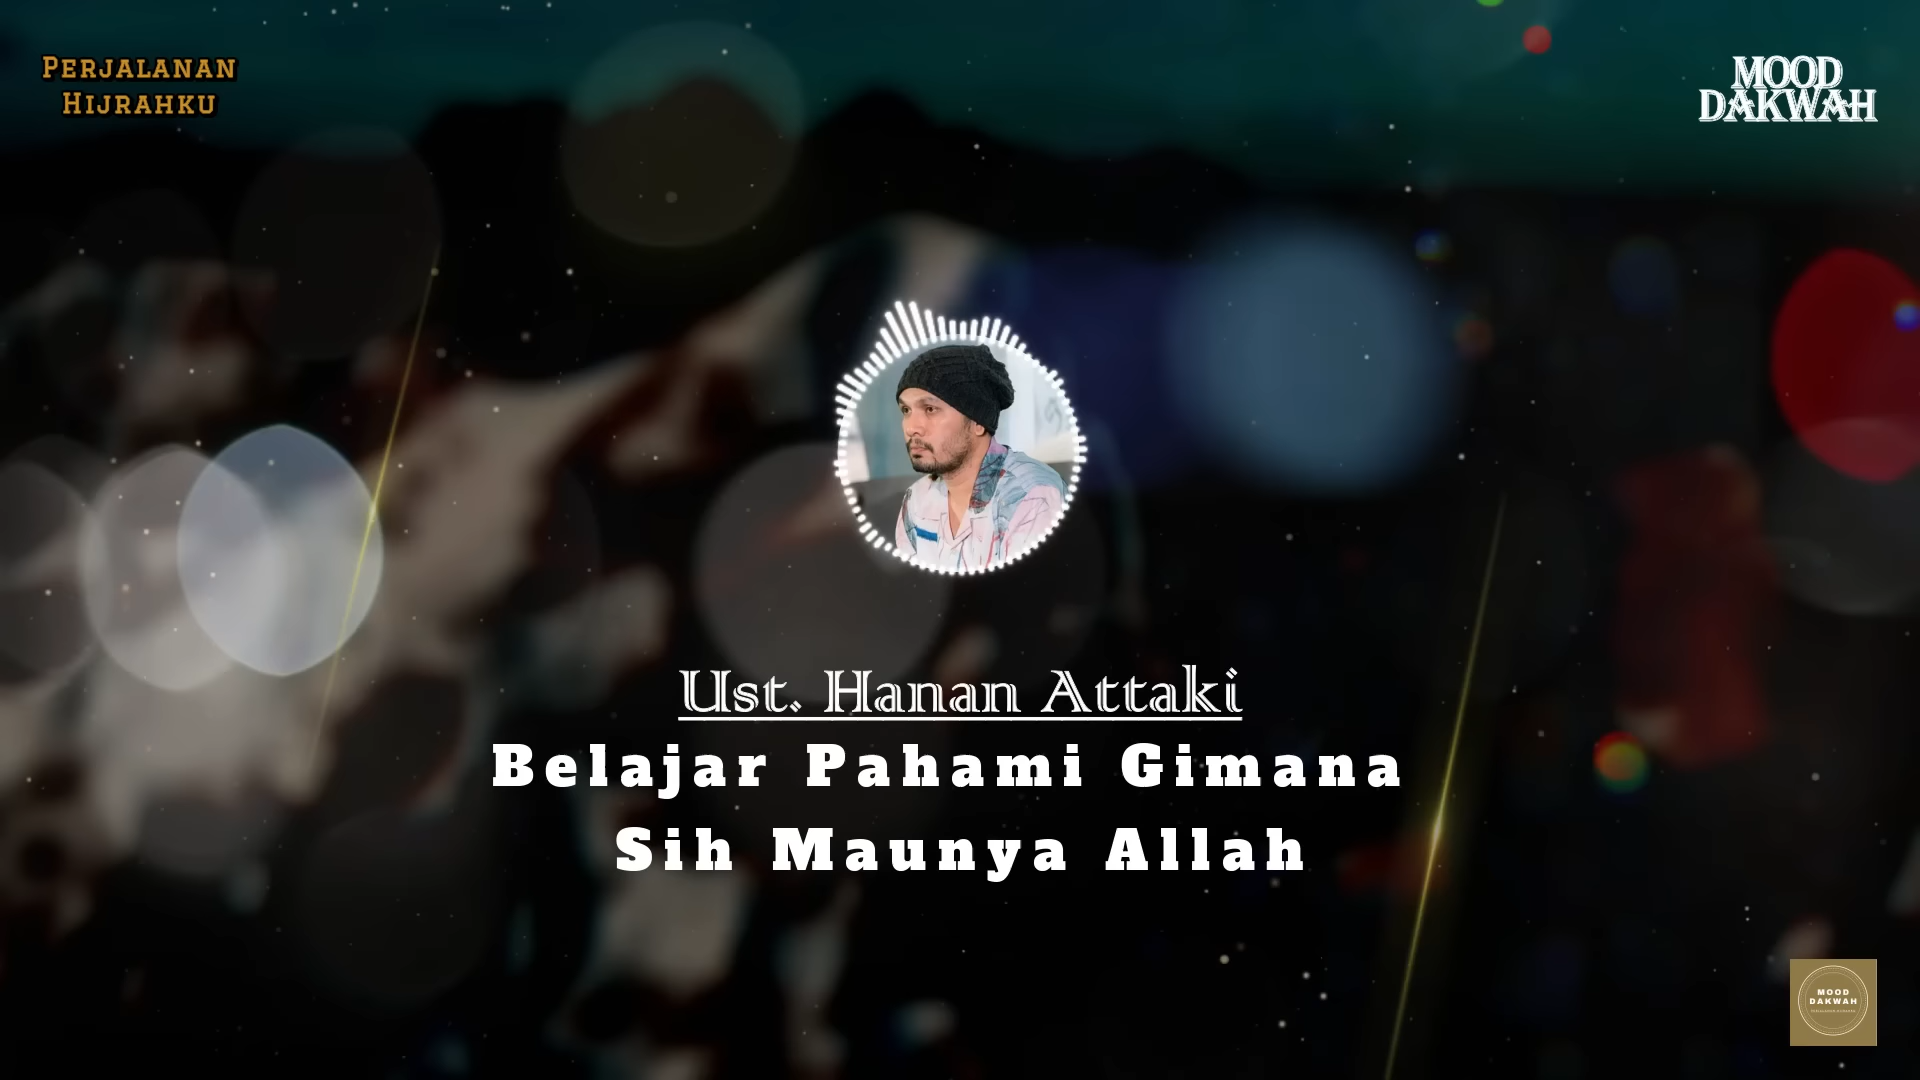 PERJALANAN
HIJRAHKU
MOOD
DAKWAH
Ust. Hanan Attaki
Belajar Pahami Gimana
Sih Maunya Allah
MOOD
DAKWAH